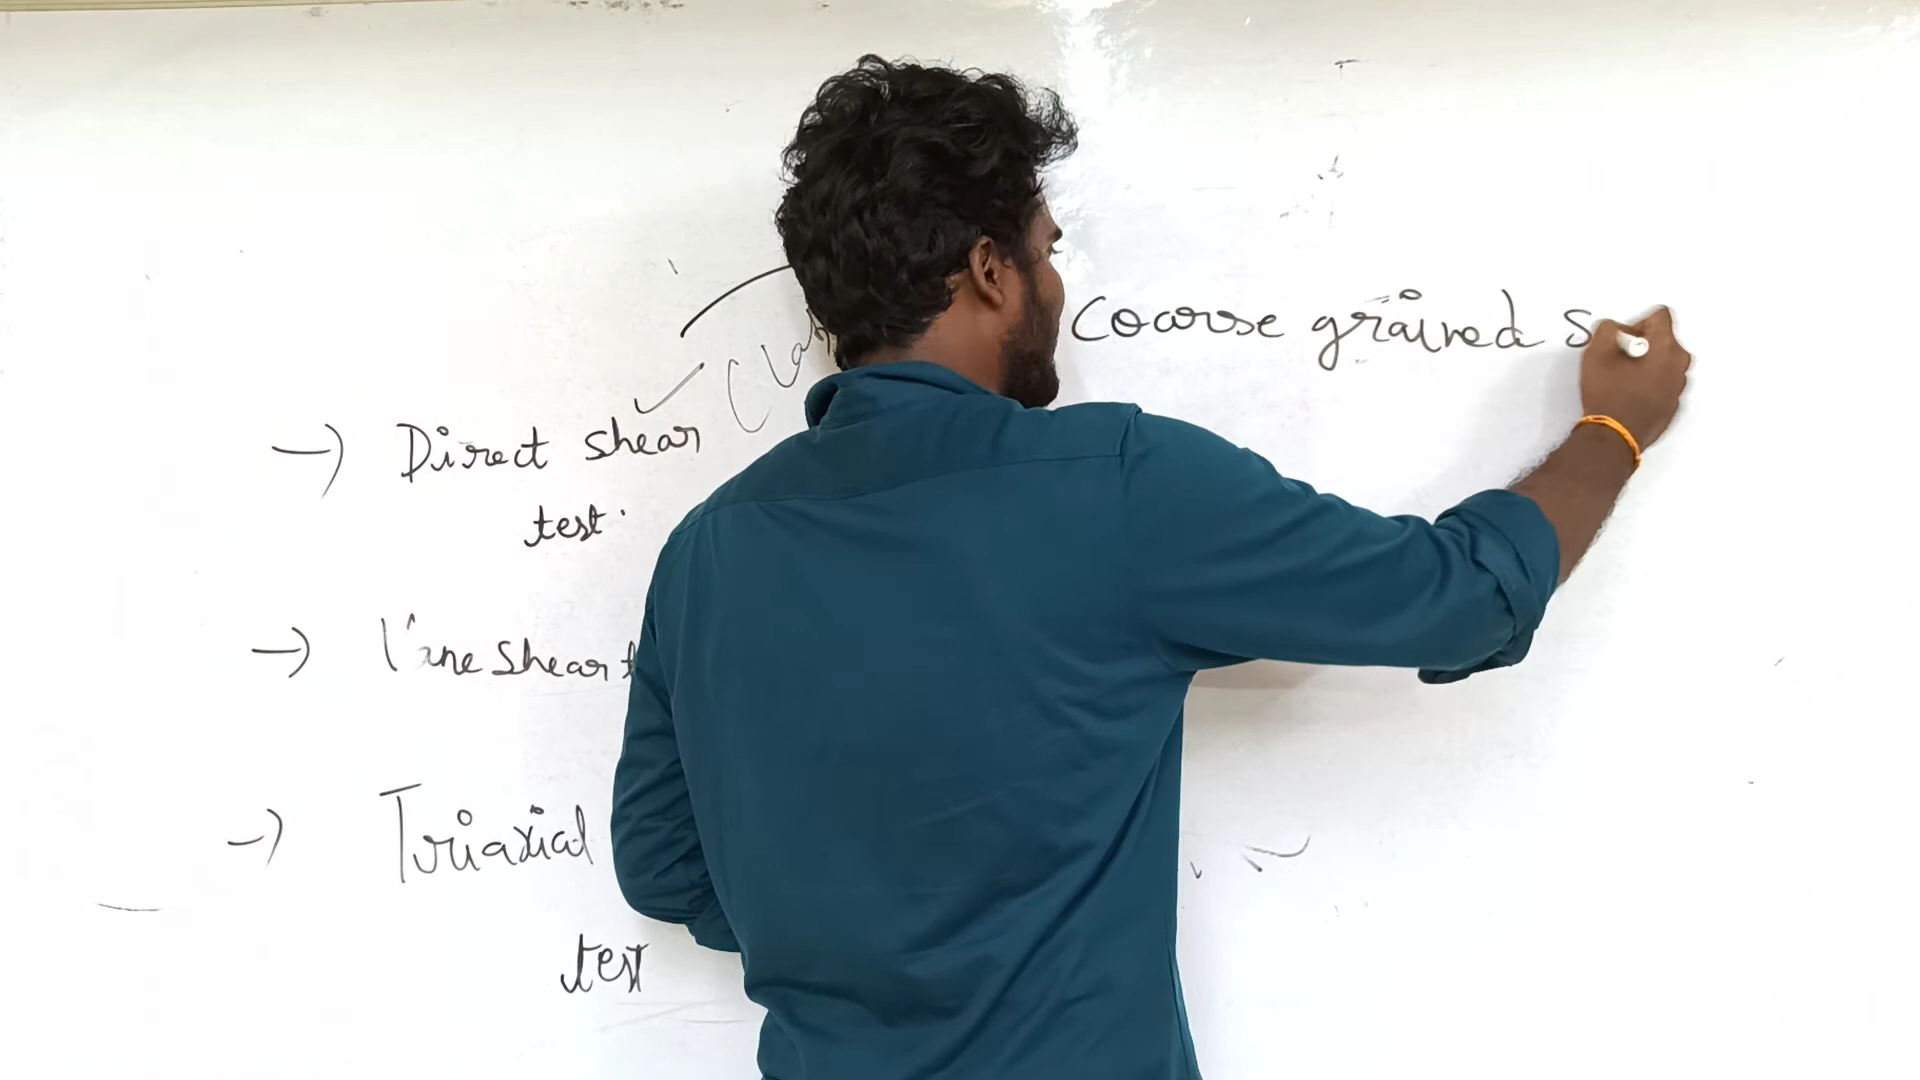 Coarse grained S
→ Direct shear
test.
→ Vane shear t
→ Triaxial
test